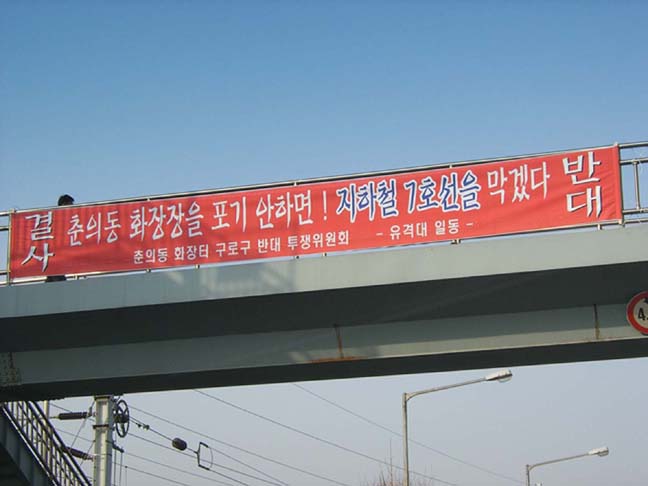 결사
춘의동 화장장을 포기 안하면! 지하철 7호선을 막겠다
반대
춘의동 화장터 구로구 반대 투쟁위원회 - 유격대 일동 -
4.